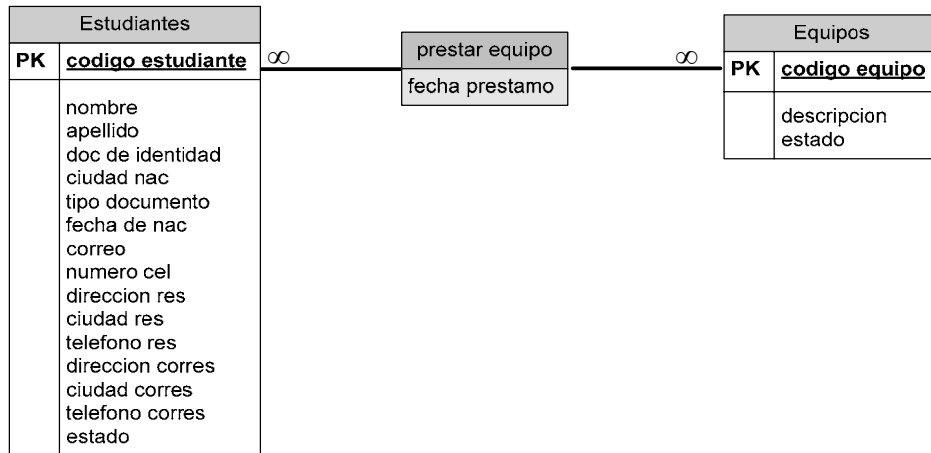 Estudiantes
PK codigo estudiante
nombre
apellido
doc de identidad
ciudad nac
tipo documento
fecha de nac
correo
numero cel
direccion res
ciudad res
telefono res
direccion corres
ciudad corres
telefono corres
estado
∞
prestar equipo
fecha prestamo
∞
Equipos
PK codigo equipo
descripcion
estado